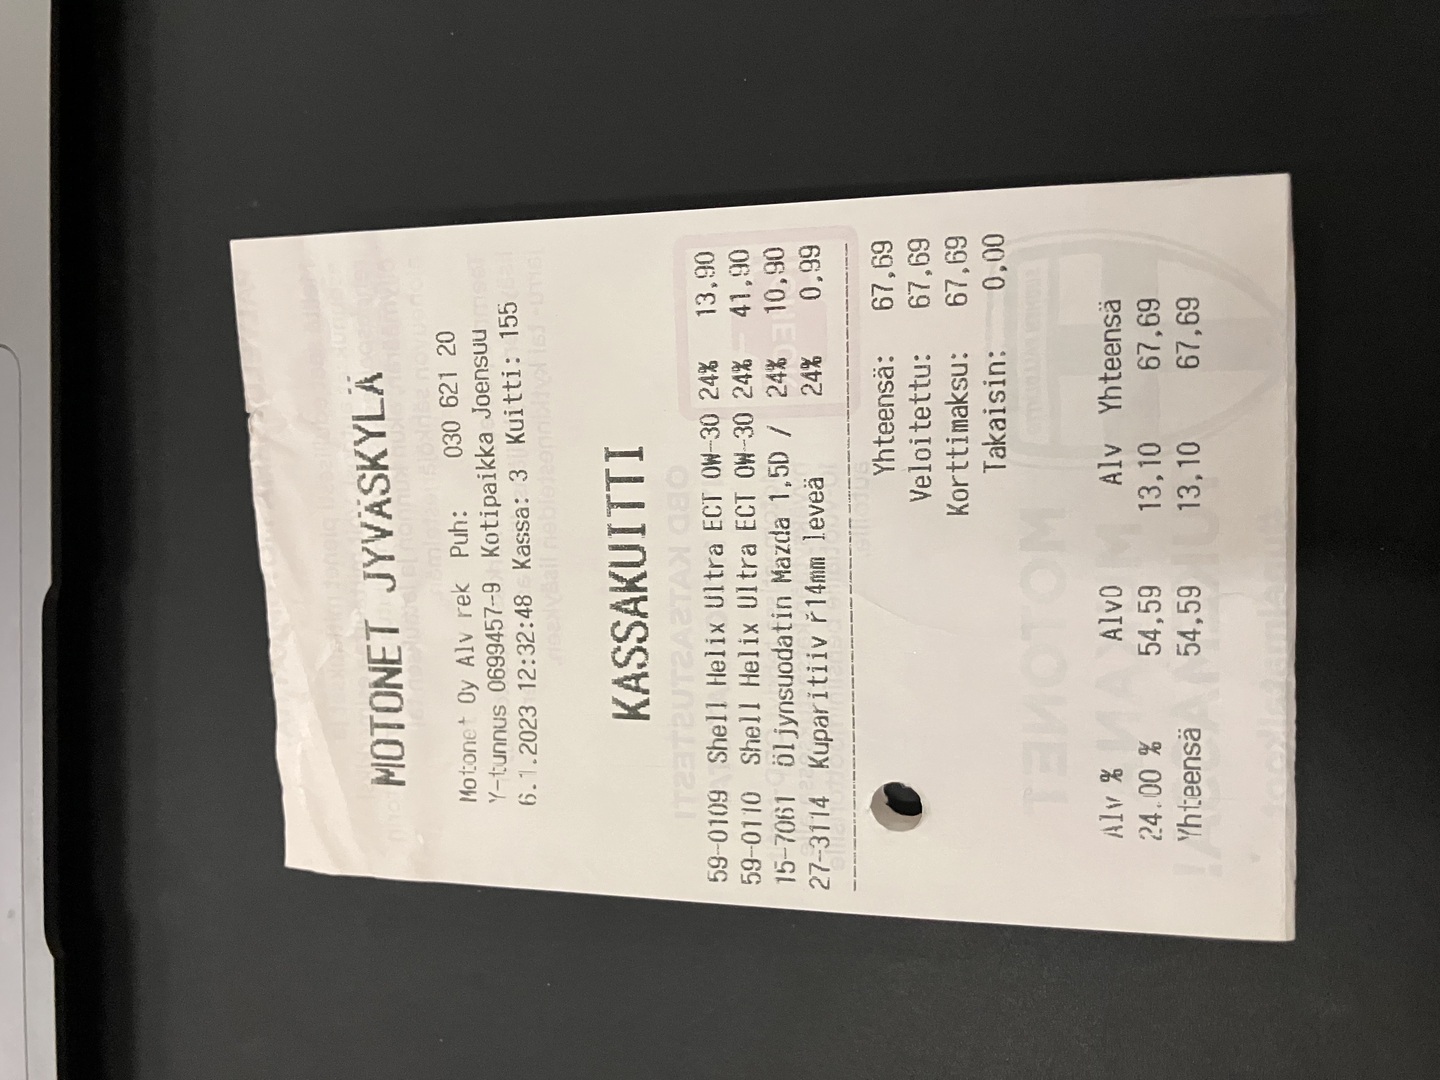 MOTONET JYVÄSKYLÄ
Motonet Oy Alv rek Puh: 030 621 20
Y-tunnus 0699457-9 Kotipaikka Joensuu
6.1.2023 12:32:48 Kassa: 3 Kuitti: 155
KASSAKUITTI
59-0109 Shell Helix Ultra ECT 0W-30 24% 13,90
59-0110 Shell Helix Ultra ECT 0W-30 24% 41,90
15-7061 Öljynsuodatin Mazda 1,5D / 24% 10,90
27-3114 Kuparitiiv ř14mm leveä 24% 0,99
Yhteensä: 67,69
Veloitettu: 67,69
Korttimaksu: 67,69
Takaisin: 0,00
Alv % Alv0 Alv Yhteensä
24.00 % 54,59 13,10 67,69
Yhteensä 54,59 13,10 67,69